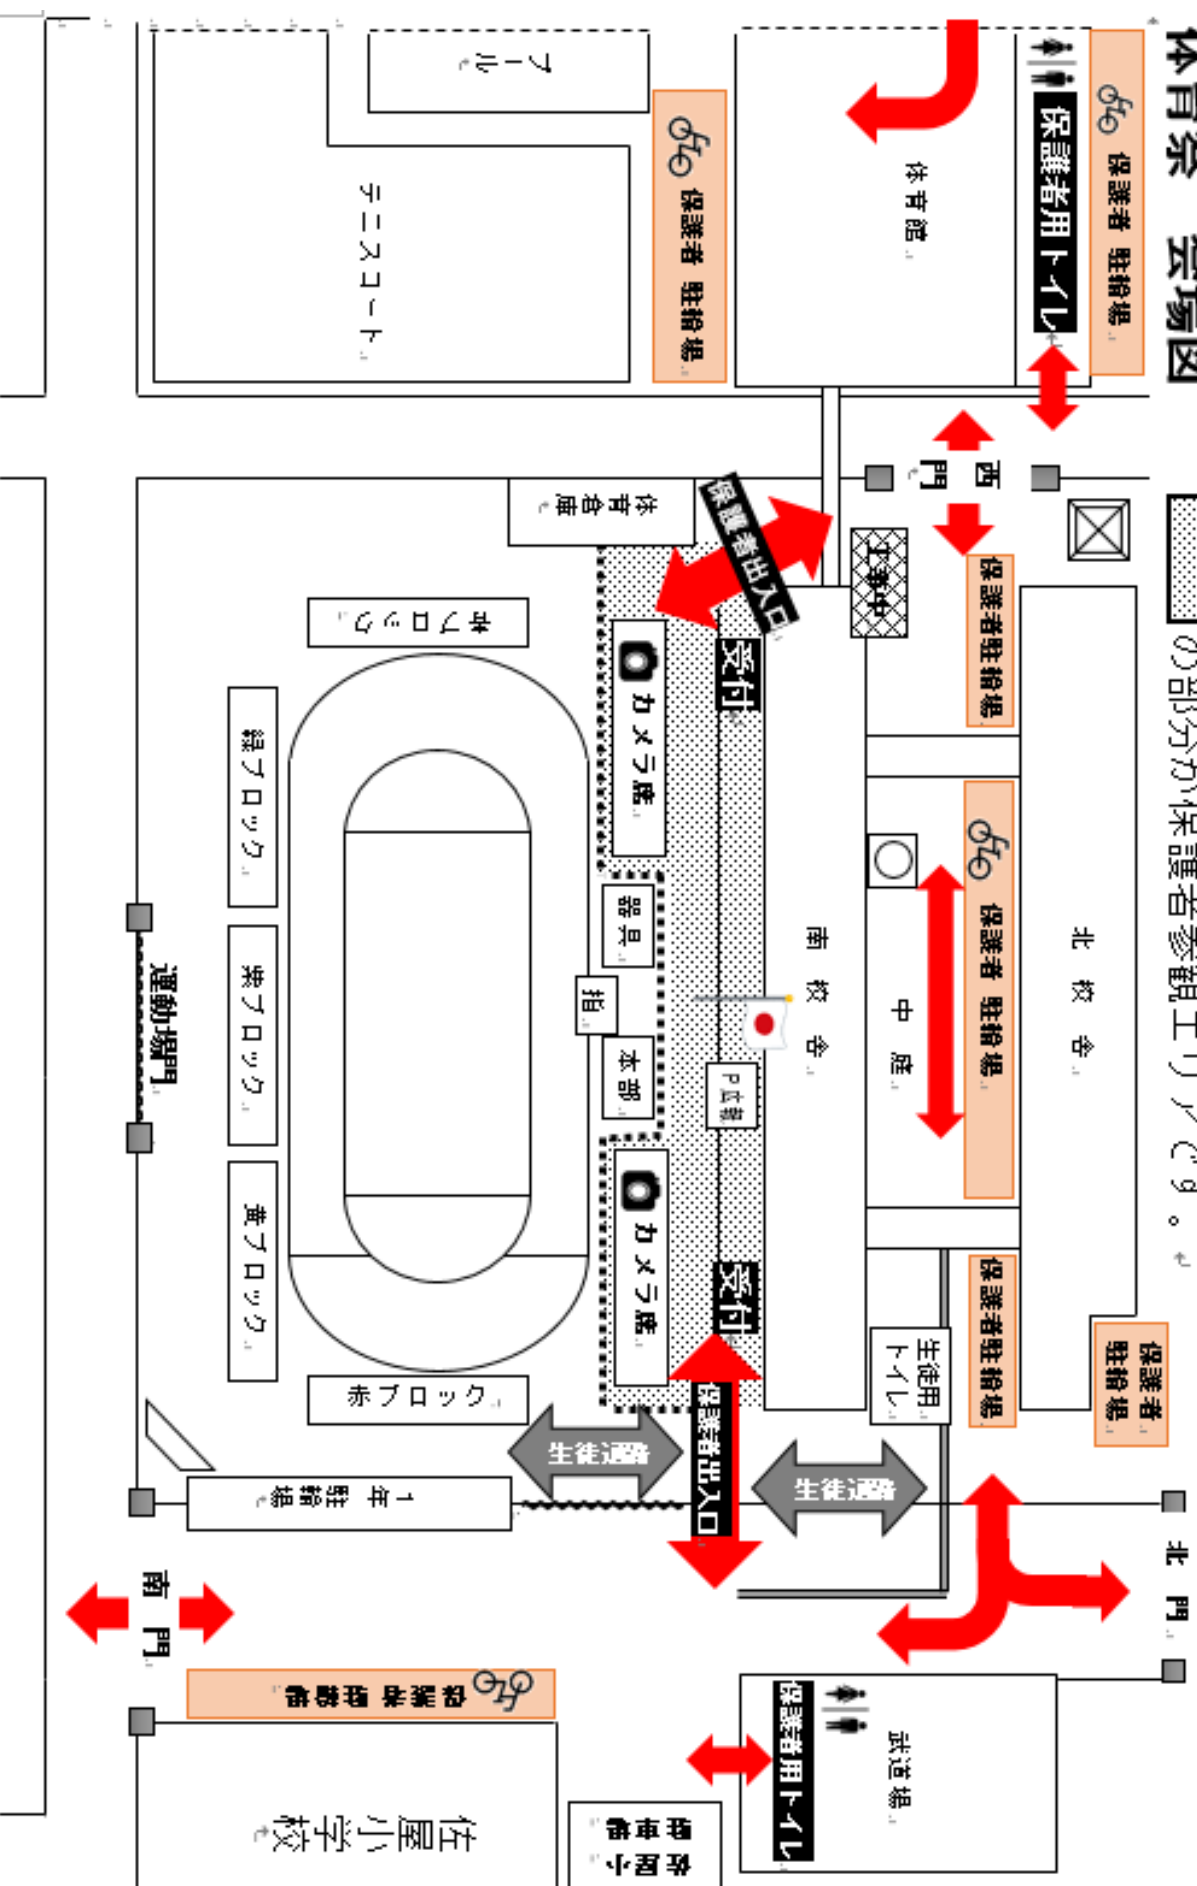 体育祭 会場図
の部分が保護者参観エリアです。
保護者 駐輪場
保護者用トイレ
体育館
保護者 駐輪場
プール
テニスコート
西門
工事中
保護者駐輪場
北校舎
保護者 駐輪場
中庭
南校舎
保護者駐輪場
保護者
駐輪場
生徒用
トイレ
体育倉庫
保護者出入口
受付
カメラ席
器具
指
本部
P広報
カメラ席
受付
保護者出入口
生徒通路
生徒通路
緑ブロック
紫ブロック
黄ブロック
赤ブロック
運動場門
1年 駐輪場
北門
南門
保護者 駐輪場
武道場
保護者用トイレ
佐屋小
駐車場
佐屋小学校